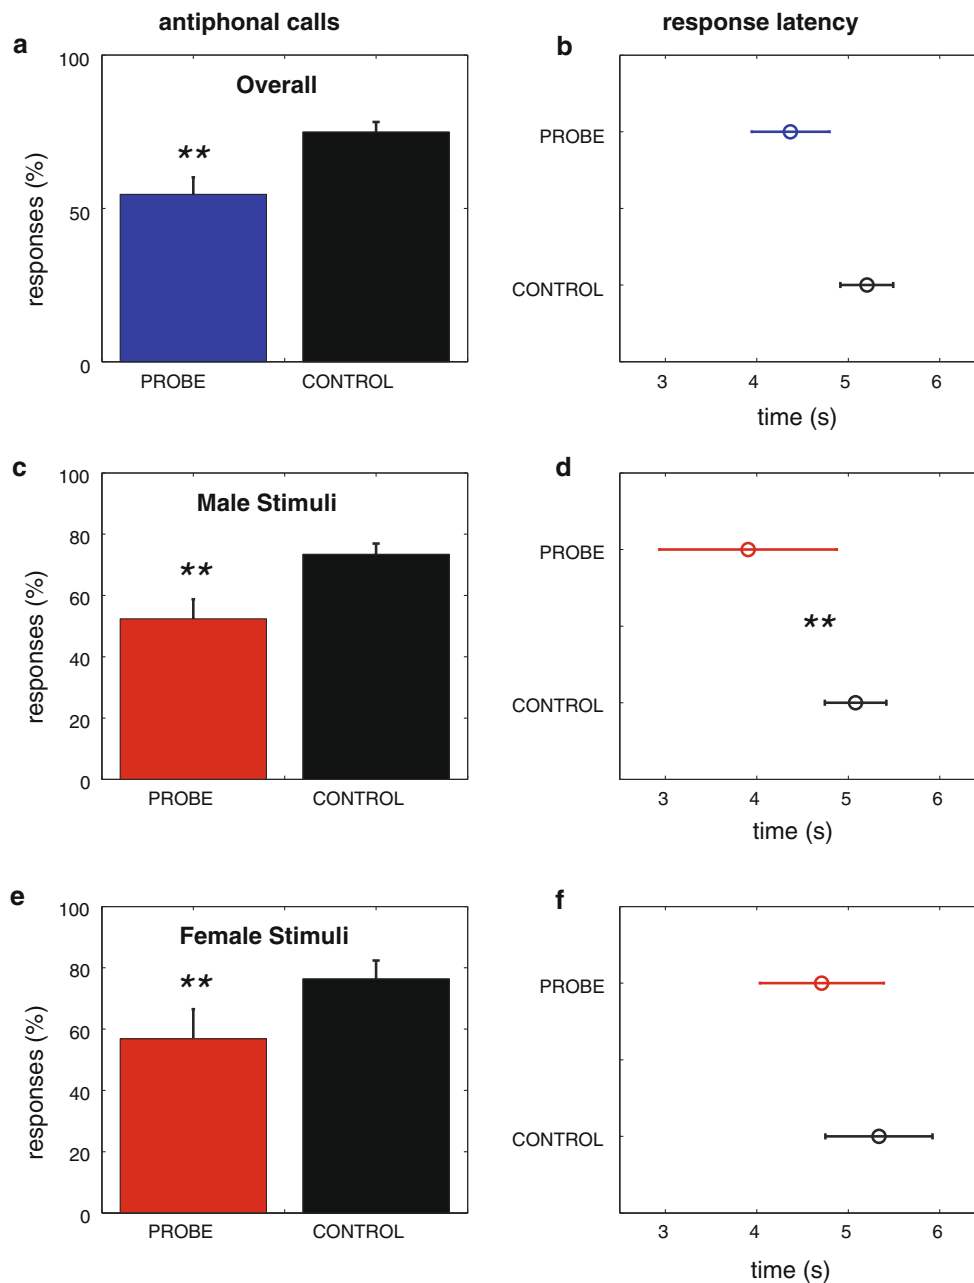 antiphonal calls
response latency
a
100
Overall
**
50
0
responses (%)
PROBE
CONTROL
b
PROBE
CONTROL
3 4 5 6
time (s)
c
100
Male Stimuli
80
**
60
40
20
0
responses (%)
PROBE
CONTROL
d
PROBE
**
CONTROL
3 4 5 6
time (s)
e
100
Female Stimuli
80
**
60
40
20
0
responses (%)
PROBE
CONTROL
f
PROBE
CONTROL
3 4 5 6
time (s)